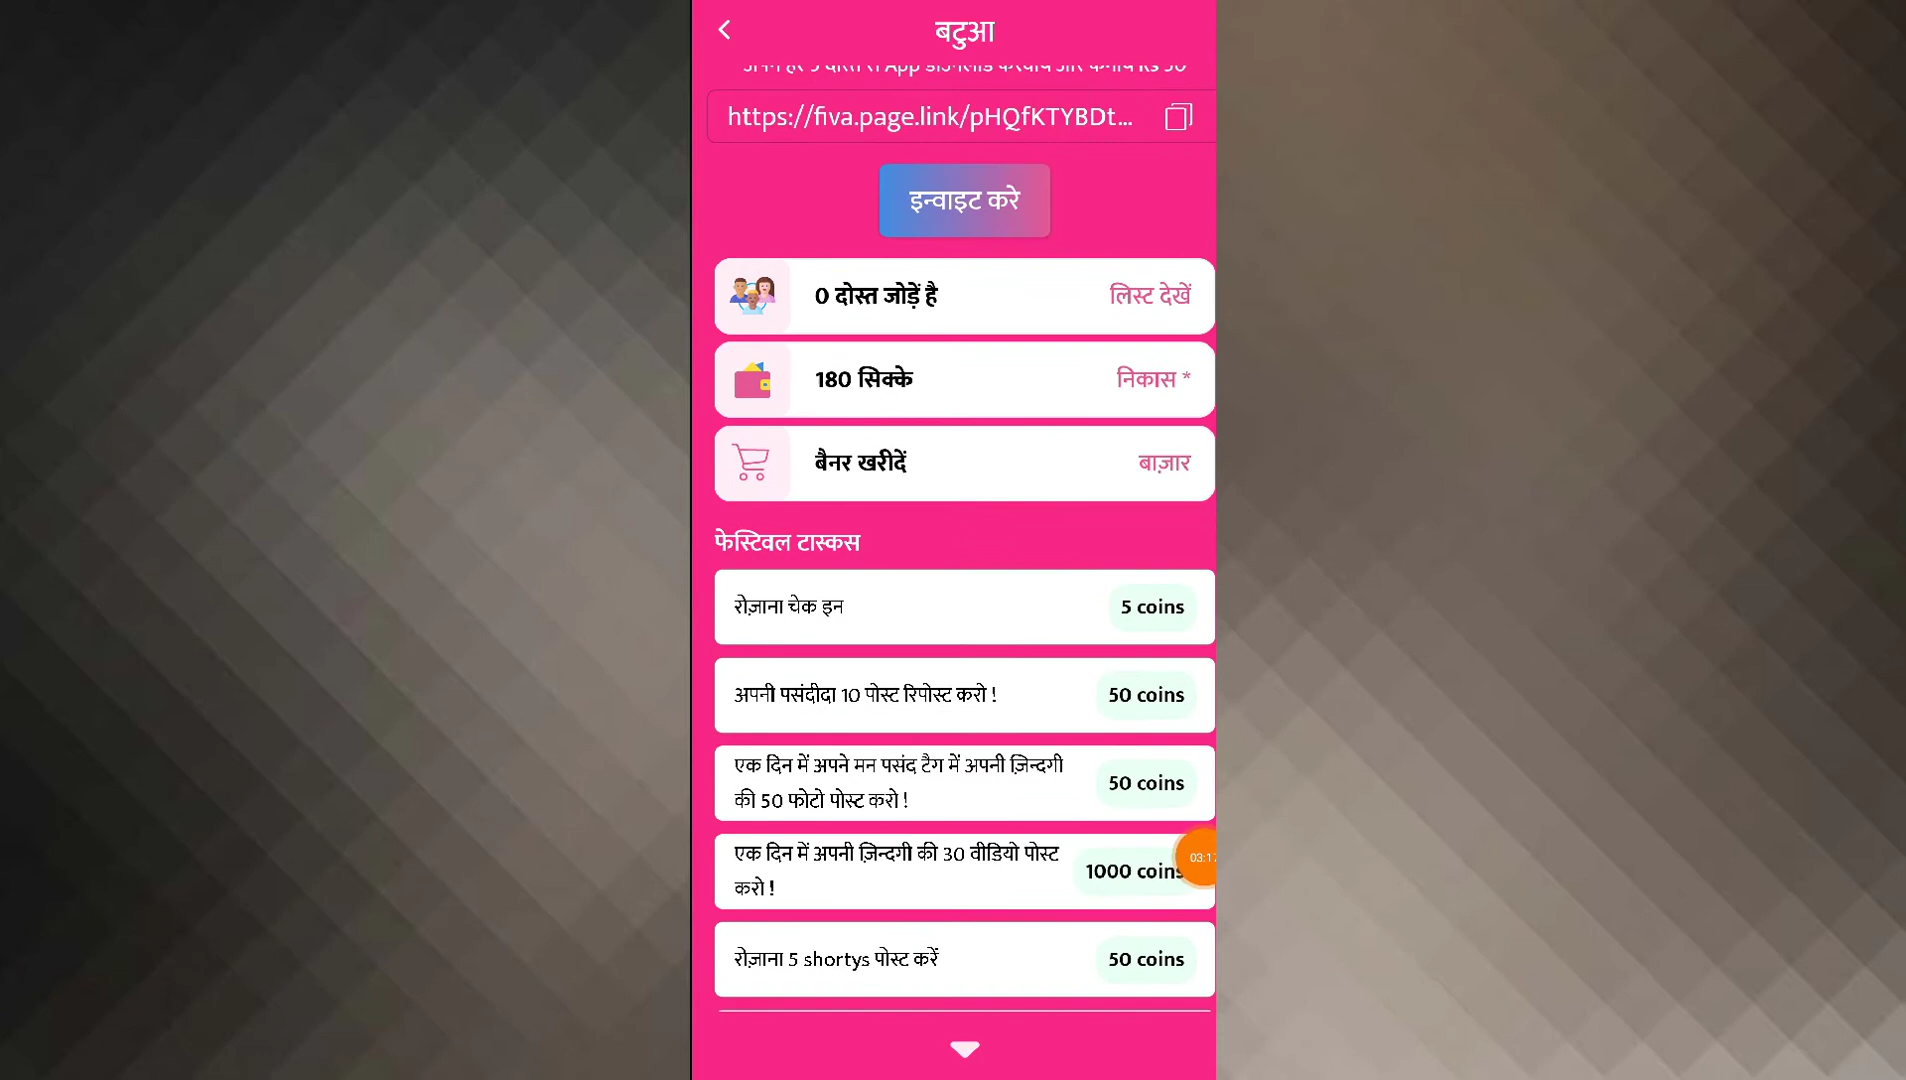 बटुआ
https://fiva.page.link/pHQfKTYBDt...
इन्वाइट करे
0 दोस्त जोड़ें है
लिस्ट देखें
180 सिक्के
निकास *
बैनर खरीदें
बाज़ार
फेस्टिवल टास्कस
रोज़ाना चेक इन
5 coins
अपनी पसंदीदा 10 पोस्ट रिपोस्ट करो !
50 coins
एक दिन में अपने मन पसंद टैग में अपनी ज़िन्दगी
की 50 फोटो पोस्ट करो !
50 coins
एक दिन में अपनी ज़िन्दगी की 30 वीडियो पोस्ट
करो !
1000 coins
रोज़ाना 5 shortys पोस्ट करें
50 coins